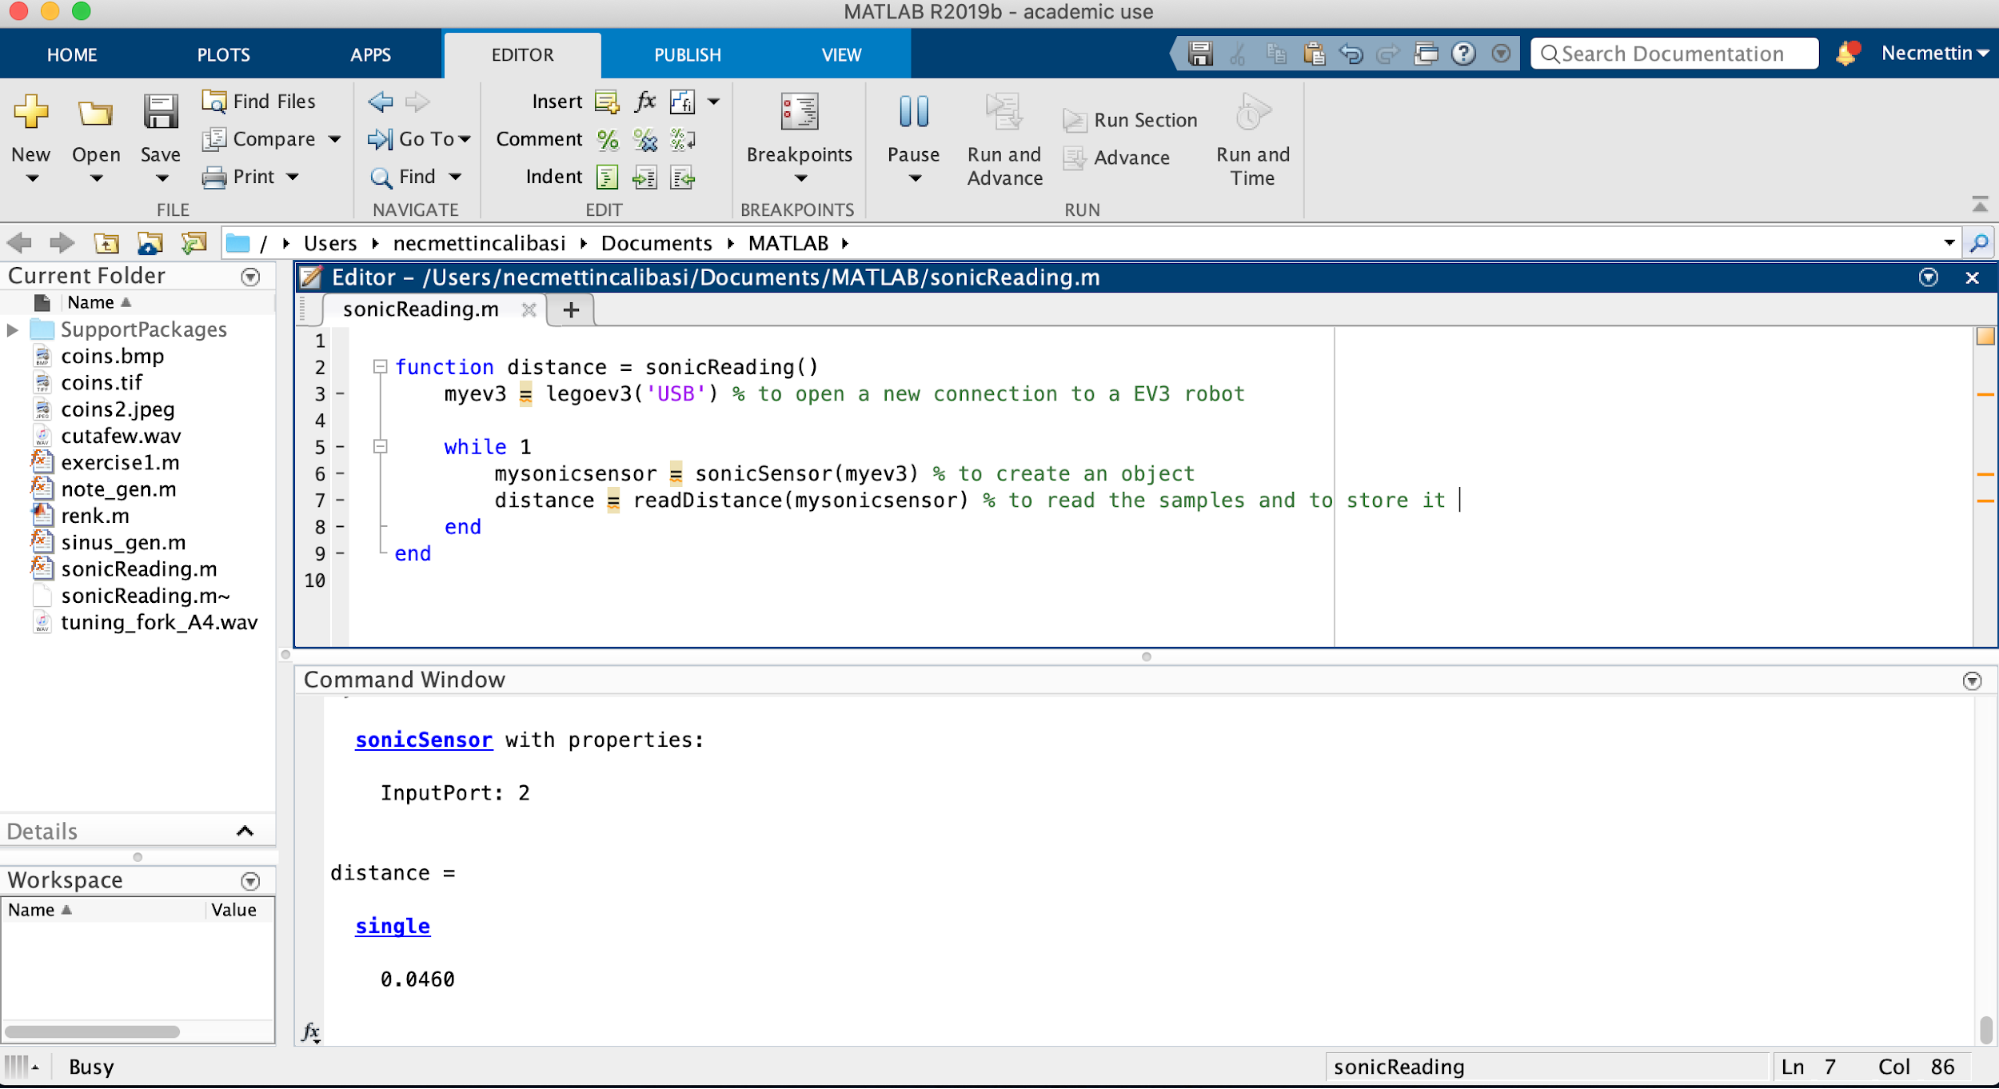 MATLAB R2019b - academic use
HOME PLOTS APPS EDITOR PUBLISH VIEW Search Documentation Necmettin
New Open Save Find Files Compare Print
FILE
Go To Find
NAVIGATE
Insert fx fi
Comment % % %
Indent
EDIT
Breakpoints
BREAKPOINTS
Pause Run and Advance Run Section Advance Run and Time
RUN
/ Users necmettincalibasi Documents MATLAB
Current Folder
Name
SupportPackages
coins.bmp
coins.tif
coins2.jpeg
cutafew.wav
exercise1.m
note_gen.m
renk.m
sinus_gen.m
sonicReading.m
sonicReading.m~
tuning_fork_A4.wav
Details
Workspace
Name Value
Editor - /Users/necmettincalibasi/Documents/MATLAB/sonicReading.m
sonicReading.m +
1
2 function distance = sonicReading()
3 - myev3 = legoev3('USB') % to open a new connection to a EV3 robot
4
5 - while 1
6 - mysonicsensor = sonicSensor(myev3) % to create an object
7 - distance = readDistance(mysonicsensor) % to read the samples and to store it
8 - end
9 - end
10
Command Window
sonicSensor with properties:
InputPort: 2
distance =
single
0.0460
fx
Busy sonicReading Ln 7 Col 86